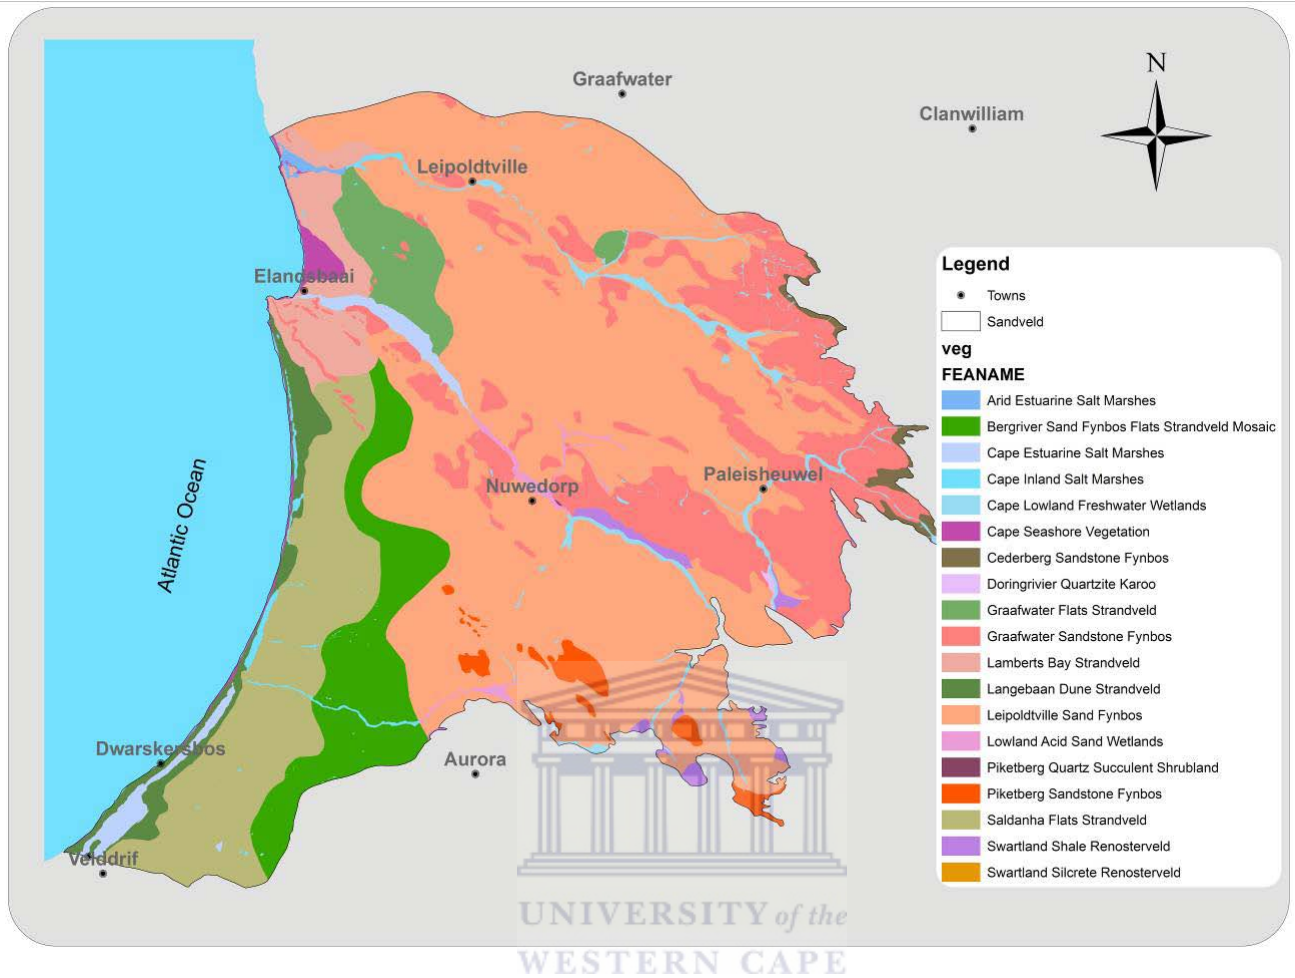 Graafwater
Clanwilliam
N
Leipoldtville
Elandsbaai
Paleisheuwel
Nuwedorp
Atlantic Ocean
Dwarskersbos
Aurora
Velddrif
Legend
Towns
Sandveld
veg
FEANAME
Arid Estuarine Salt Marshes
Bergriver Sand Fynbos Flats Strandveld Mosaic
Cape Estuarine Salt Marshes
Cape Inland Salt Marshes
Cape Lowland Freshwater Wetlands
Cape Seashore Vegetation
Cederberg Sandstone Fynbos
Doringrivier Quartzite Karoo
Graafwater Flats Strandveld
Graafwater Sandstone Fynbos
Lamberts Bay Strandveld
Langebaan Dune Strandveld
Leipoldtville Sand Fynbos
Lowland Acid Sand Wetlands
Piketberg Quartz Succulent Shrubland
Piketberg Sandstone Fynbos
Saldanha Flats Strandveld
Swartland Shale Renosterveld
Swartland Silcrete Renosterveld
UNIVERSITY of the
WESTERN CAPE